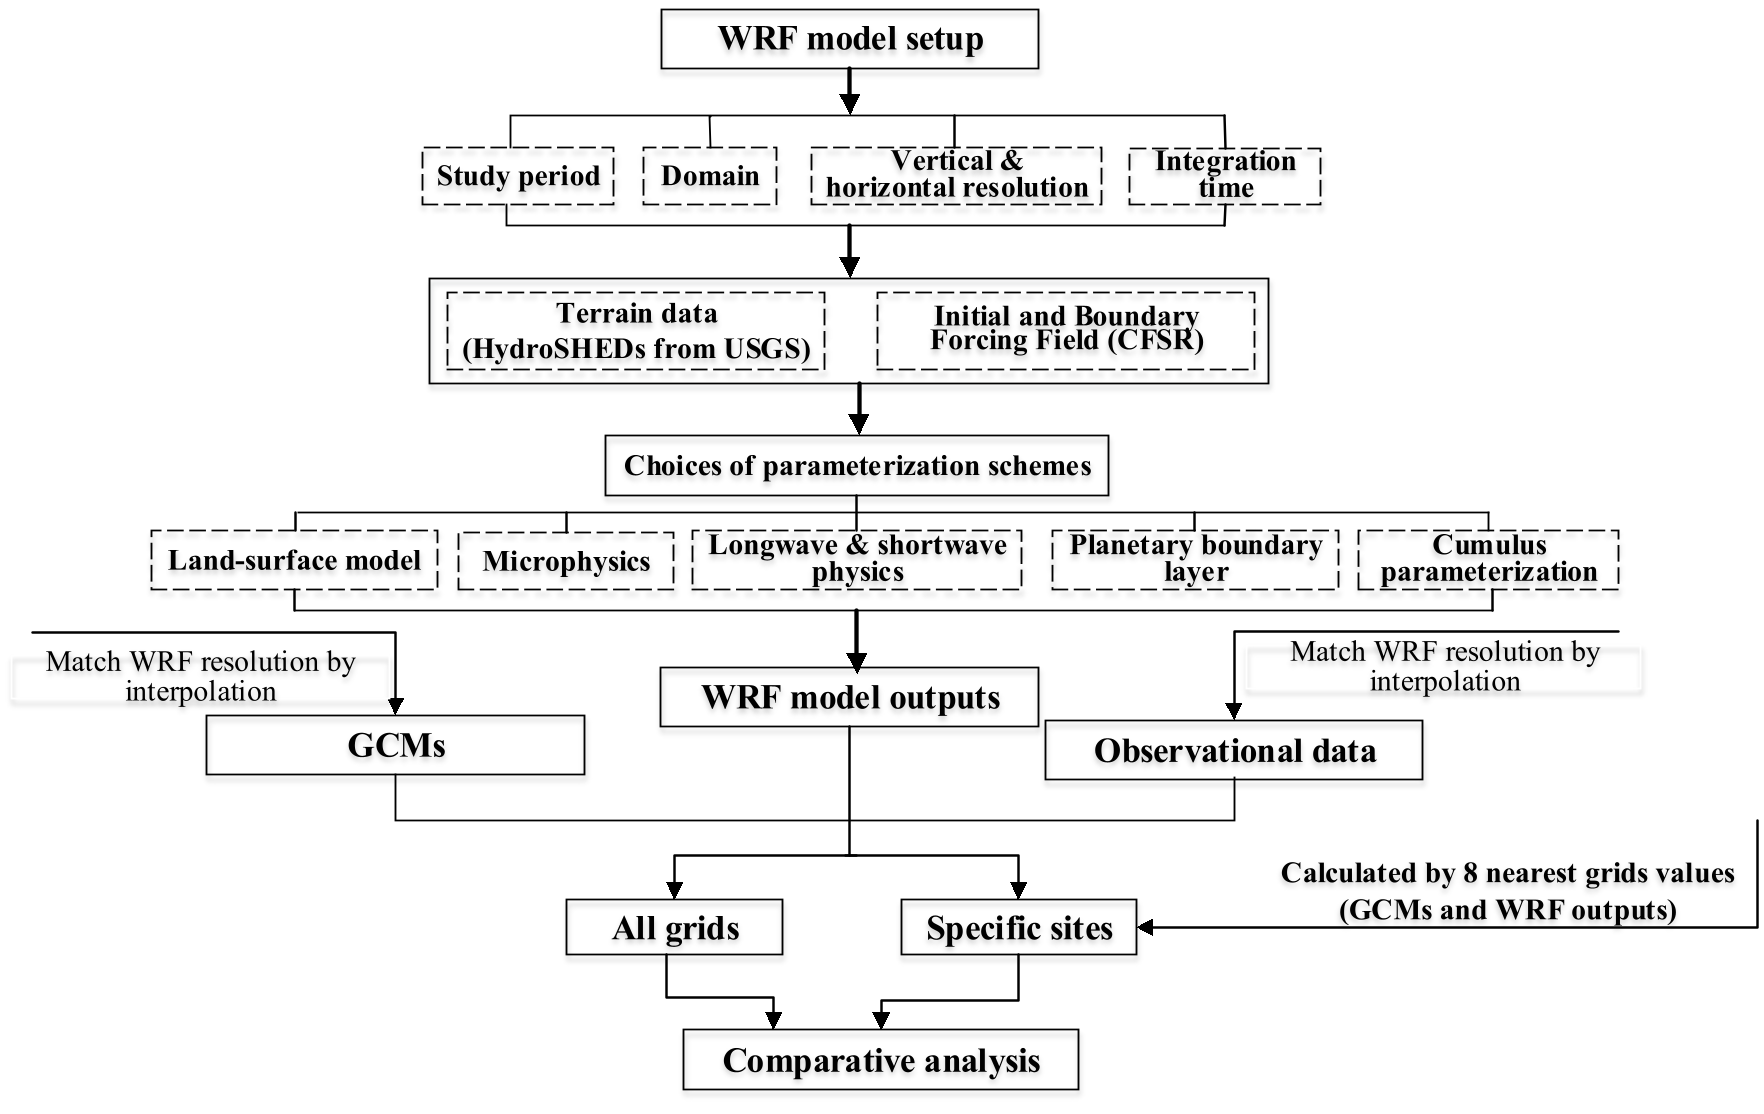 WRF model setup
Study period
Domain
Vertical &
horizontal resolution
Integration
time
Terrain data
(HydroSHEDs from USGS)
Initial and Boundary
Forcing Field (CFSR)
Choices of parameterization schemes
Land-surface model
Microphysics
Longwave & shortwave
physics
Planetary boundary
layer
Cumulus
parameterization
Match WRF resolution by
interpolation
WRF model outputs
Match WRF resolution by
interpolation
GCMs
Observational data
Calculated by 8 nearest grids values
(GCMs and WRF outputs)
All grids
Specific sites
Comparative analysis